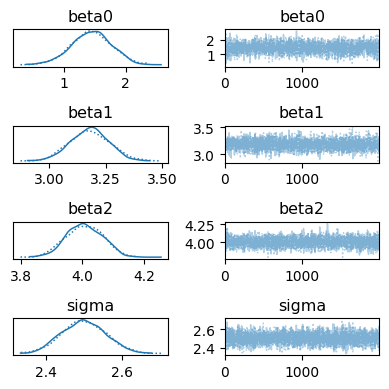 beta0 beta0
2
1
1 2 0 1000
beta1 beta1
3.5
3.0
3.00 3.25 3.50 0 1000
beta2 beta2
4.25
4.00
3.8 4.0 4.2 0 1000
sigma sigma
2.6
2.4
2.4 2.6 0 1000